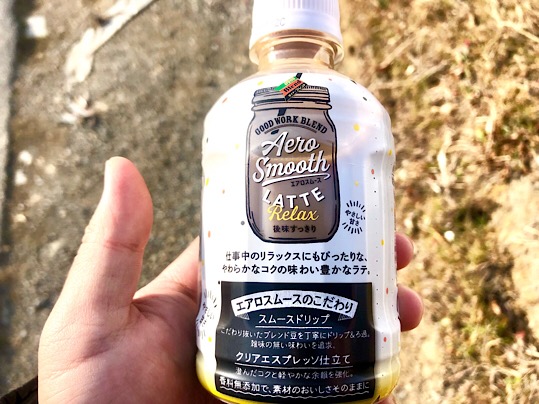 Blend
GOOD WORK BLEND
Aero
Smooth
エアロスムース
LATTE
Relax
後味すっきり
やさしい
甘さ
仕事中のリラックスにもぴったりな、
やわらかなコクの味わい豊かなラテ。
エアロスムースのこだわり
スムースドリップ
こだわり抜いたブレンド豆を丁寧にドリップ&ろ過。
雑味の無い味わいを追求。
クリアエスプレッソ仕立て
澄んだコクと軽やかな余韻を強化。
香料無添加で、素材のおいしさそのままに